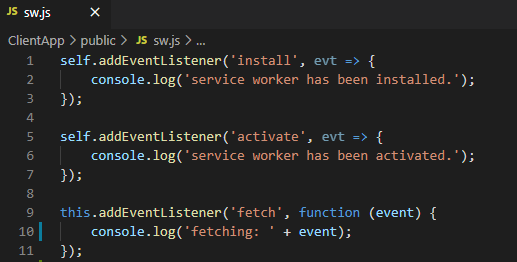 JS sw.js ×
ClientApp > public > JS sw.js > ...
1 self.addEventListener('install', evt => {
2     console.log('service worker has been installed.');
3 });
4
5 self.addEventListener('activate', evt => {
6     console.log('service worker has been activated.');
7 });
8
9 this.addEventListener('fetch', function (event) {
10     console.log('fetching: ' + event);
11 });